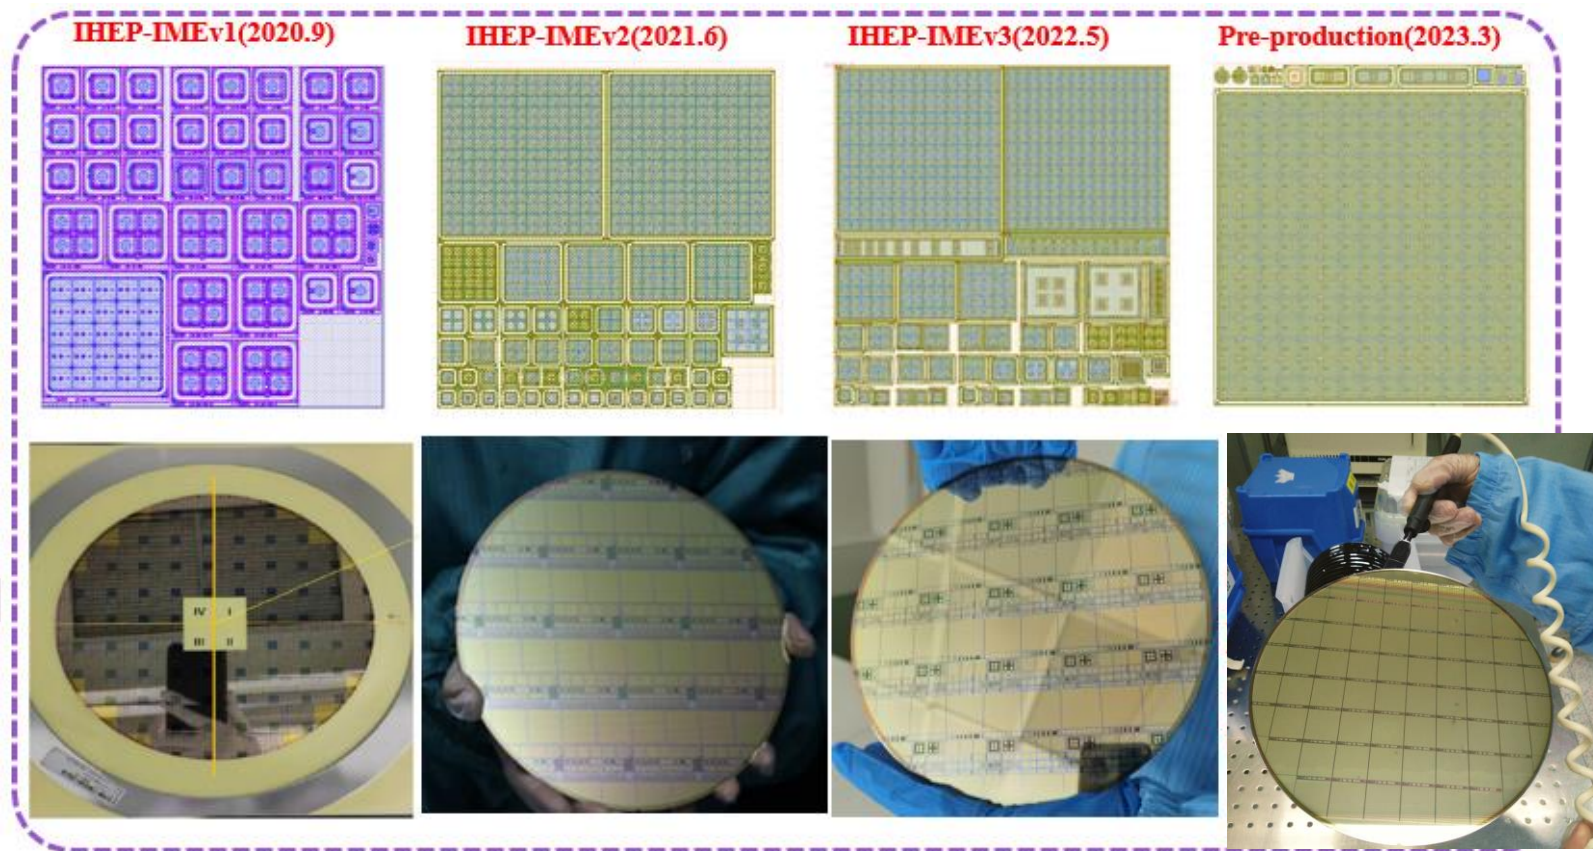 IHEP-IMEv1(2020.9)
IHEP-IMEv2(2021.6)
IHEP-IMEv3(2022.5)
Pre-production(2023.3)
IV I
III II